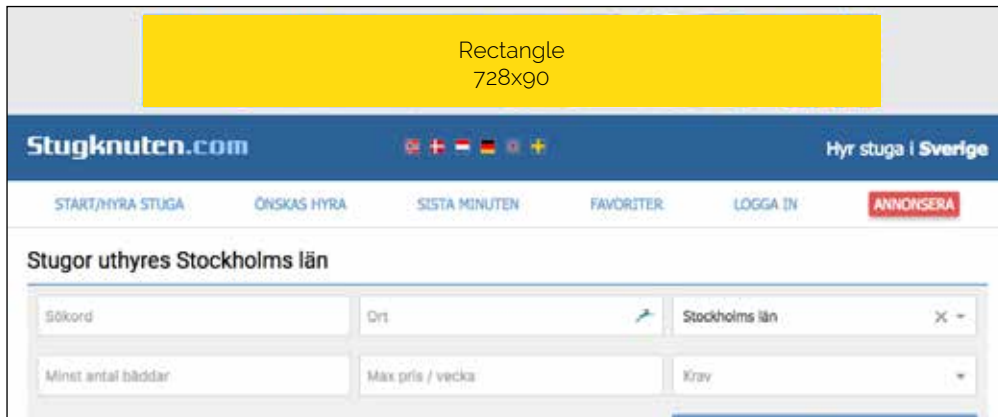 Rectangle
728x90
Stugknuten.com
Hyr stuga i Sverige
START/HYRA STUGA ÖNSKAS HYRA SISTA MINUTEN FAVORITER LOGGA IN ANNONSERA
Stugor uthyres Stockholms län
Sökord Ort Stockholms län
Minst antal bäddar Max pris / vecka Krav